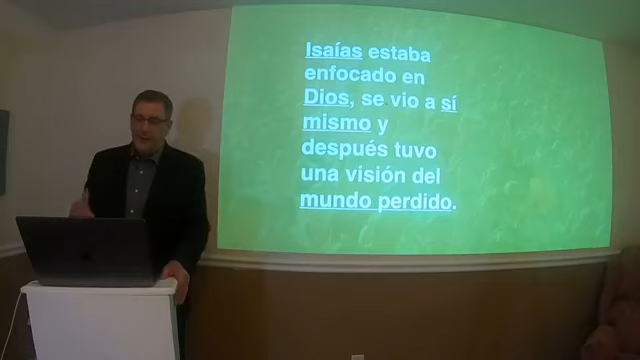 Isaías estaba
enfocado en
Dios, se vio a sí
mismo y
después tuvo
una visión del
mundo perdido.